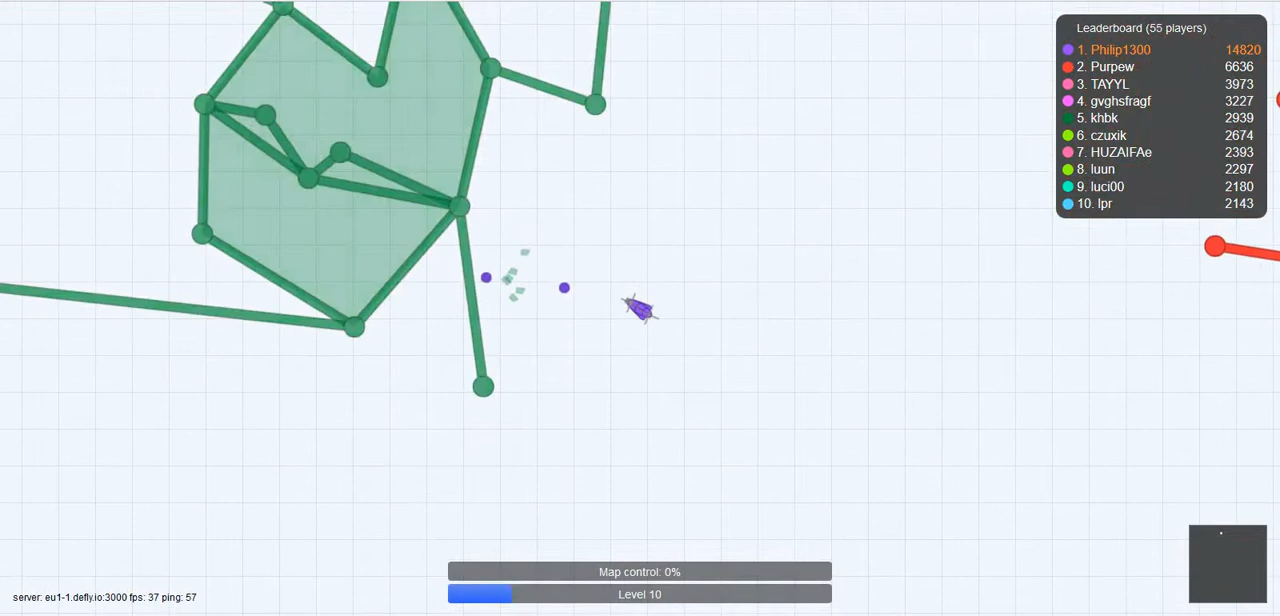 Leaderboard (55 players)
1. Philip1300 14820
2. Purpew 6636
3. TAYYL 3973
4. gvghsfragf 3227
5. khbk 2939
6. czuxik 2674
7. HUZAIFAe 2393
8. luun 2297
9. luci00 2180
10. lpr 2143
Map control: 0%
Level 10
server: eu1-1.defly.io:3000 fps: 37 ping: 57